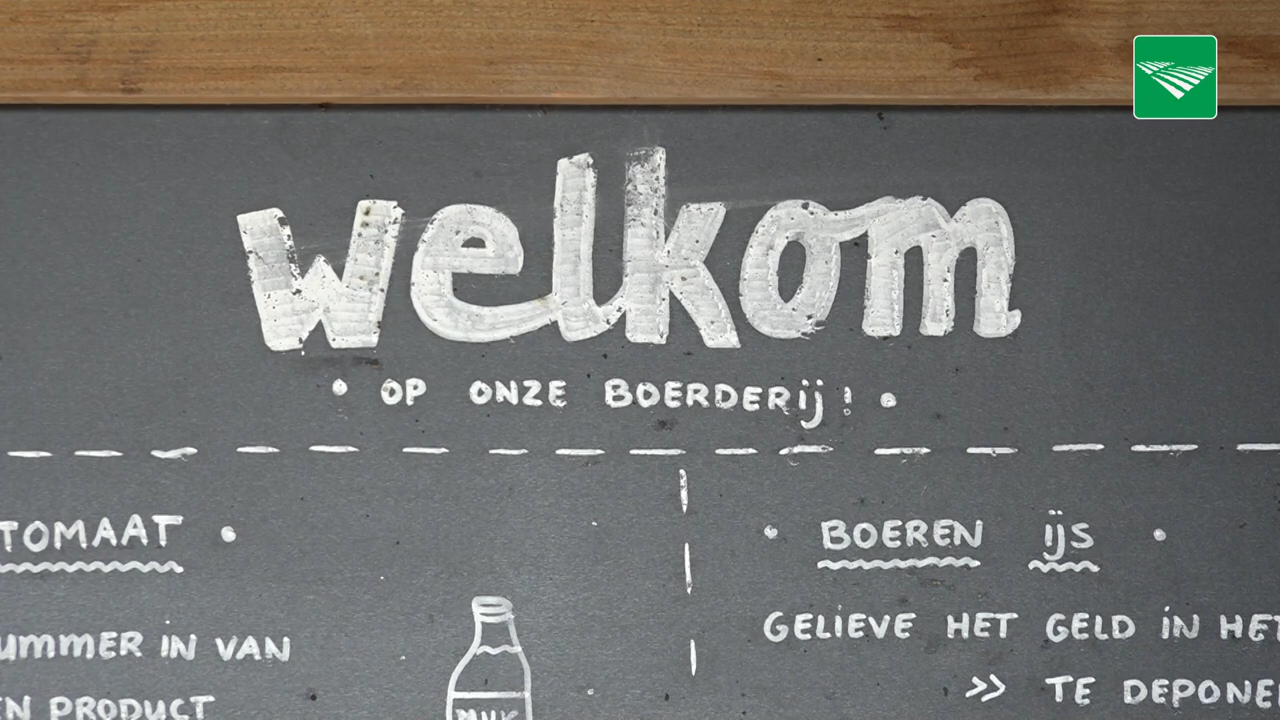 welkom
• OP ONZE BOERDERij! •
TOMAAT •
UMMER IN VAN
EN PRODUCT
MILK
• BOEREN ijs •
GELIEVE HET GELD IN HET
>> TE DEPONE